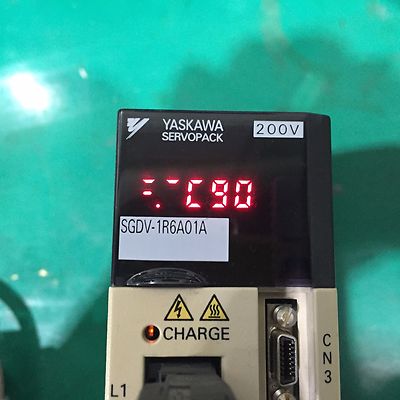 YASKAWA
SERVOPACK
200V
C90
SGDV-1R6A01A
CHARGE
L1
CN3